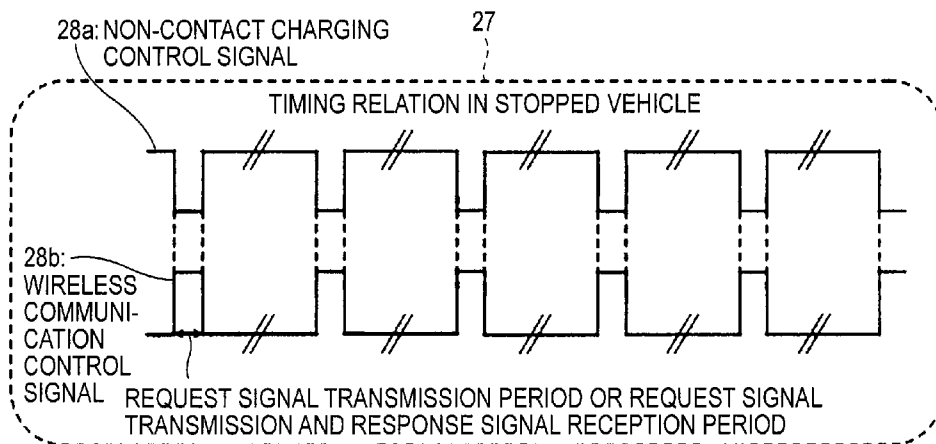 27
28a: NON-CONTACT CHARGING
CONTROL SIGNAL
TIMING RELATION IN STOPPED VEHICLE
28b:
WIRELESS
COMMUNI-
CATION
CONTROL
SIGNAL
REQUEST SIGNAL TRANSMISSION PERIOD OR REQUEST SIGNAL
TRANSMISSION AND RESPONSE SIGNAL RECEPTION PERIOD